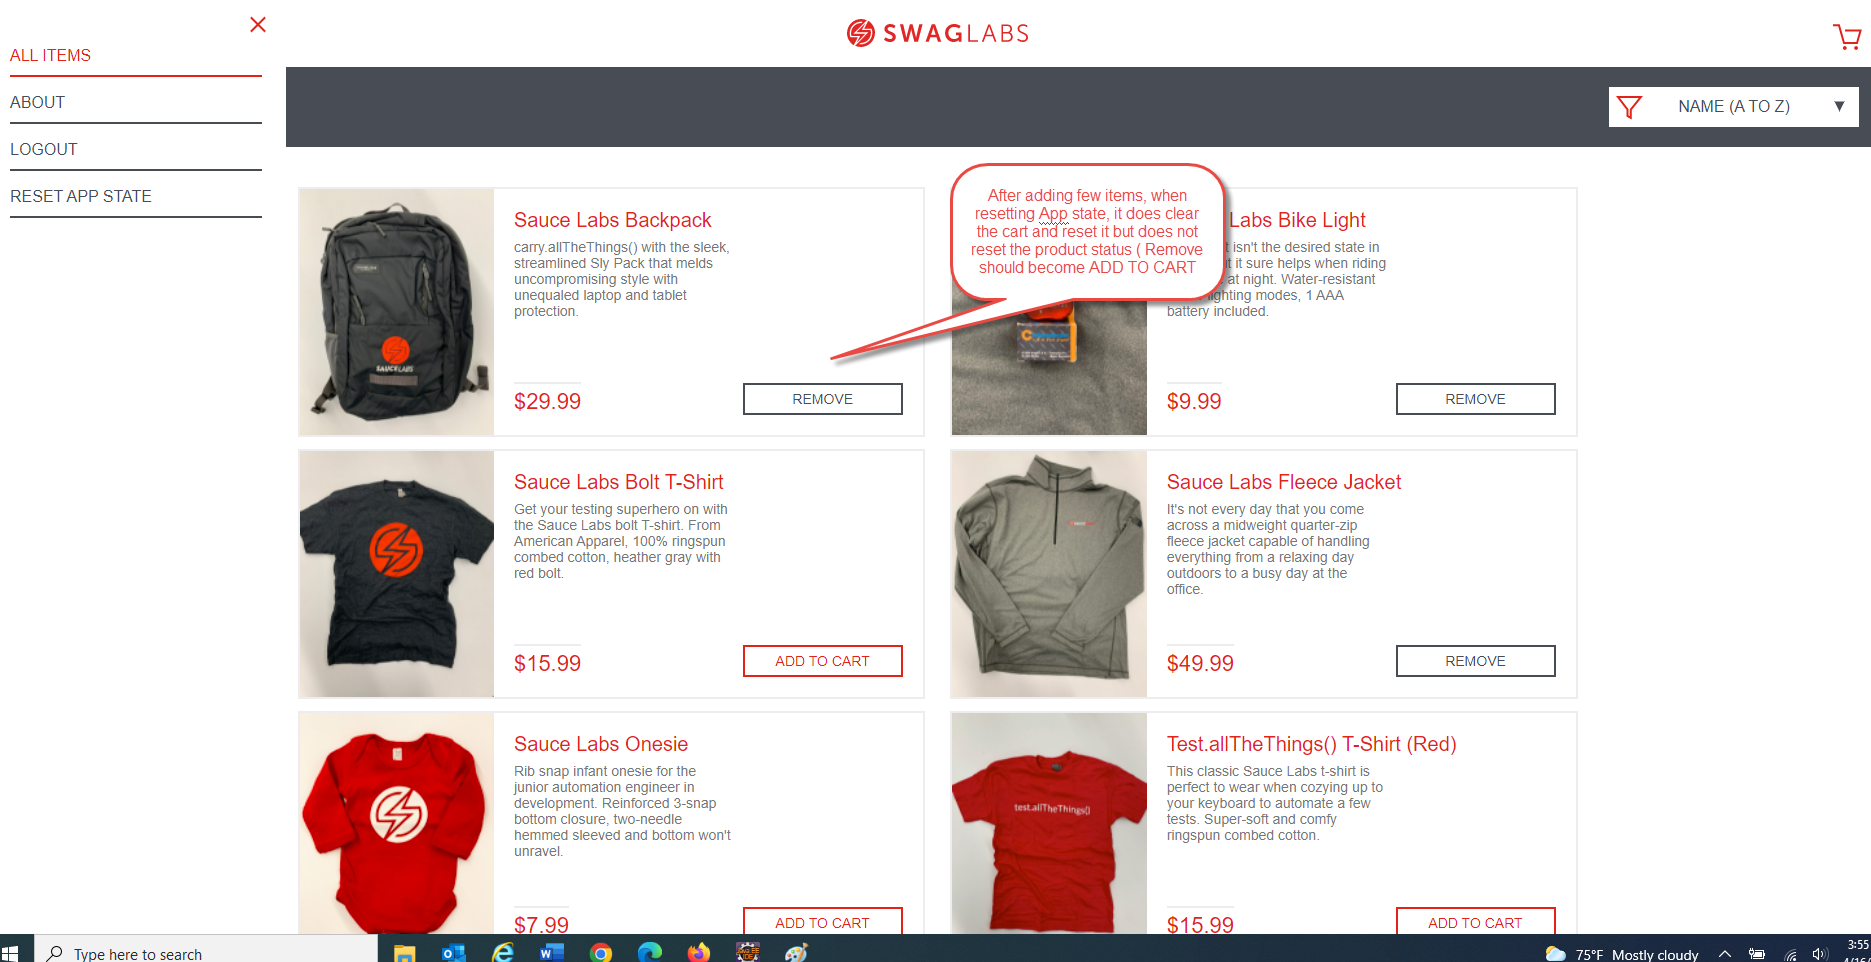 SWAGLABS
ALL ITEMS
ABOUT
LOGOUT
RESET APP STATE
NAME (A TO Z)
After adding few items, when
resetting App state, it does clear
the cart and reset it but does not
reset the product status ( Remove
should become ADD TO CART
Sauce Labs Backpack
carry.allTheThings() with the sleek,
streamlined Sly Pack that melds
uncompromising style with
unequaled laptop and tablet
protection.
SAUCELABS
$29.99
REMOVE
Labs Bike Light
isn't the desired state in
it sure helps when riding
at night. Water-resistant
lighting modes, 1 AAA
battery included.
$9.99
REMOVE
Sauce Labs Bolt T-Shirt
Get your testing superhero on with
the Sauce Labs bolt T-shirt. From
American Apparel, 100% ringspun
combed cotton, heather gray with
red bolt.
$15.99
ADD TO CART
Sauce Labs Fleece Jacket
It's not every day that you come
across a midweight quarter-zip
fleece jacket capable of handling
everything from a relaxing day
outdoors to a busy day at the
office.
$49.99
REMOVE
Sauce Labs Onesie
Rib snap infant onesie for the
junior automation engineer in
development. Reinforced 3-snap
bottom closure, two-needle
hemmed sleeved and bottom won't
unravel.
$7.99
ADD TO CART
Test.allTheThings() T-Shirt (Red)
This classic Sauce Labs t-shirt is
perfect to wear when cozying up to
your keyboard to automate a few
tests. Super-soft and comfy
ringspun combed cotton.
test.allTheThings()
$15.99
ADD TO CART
Type here to search
75°F Mostly cloudy
3:55